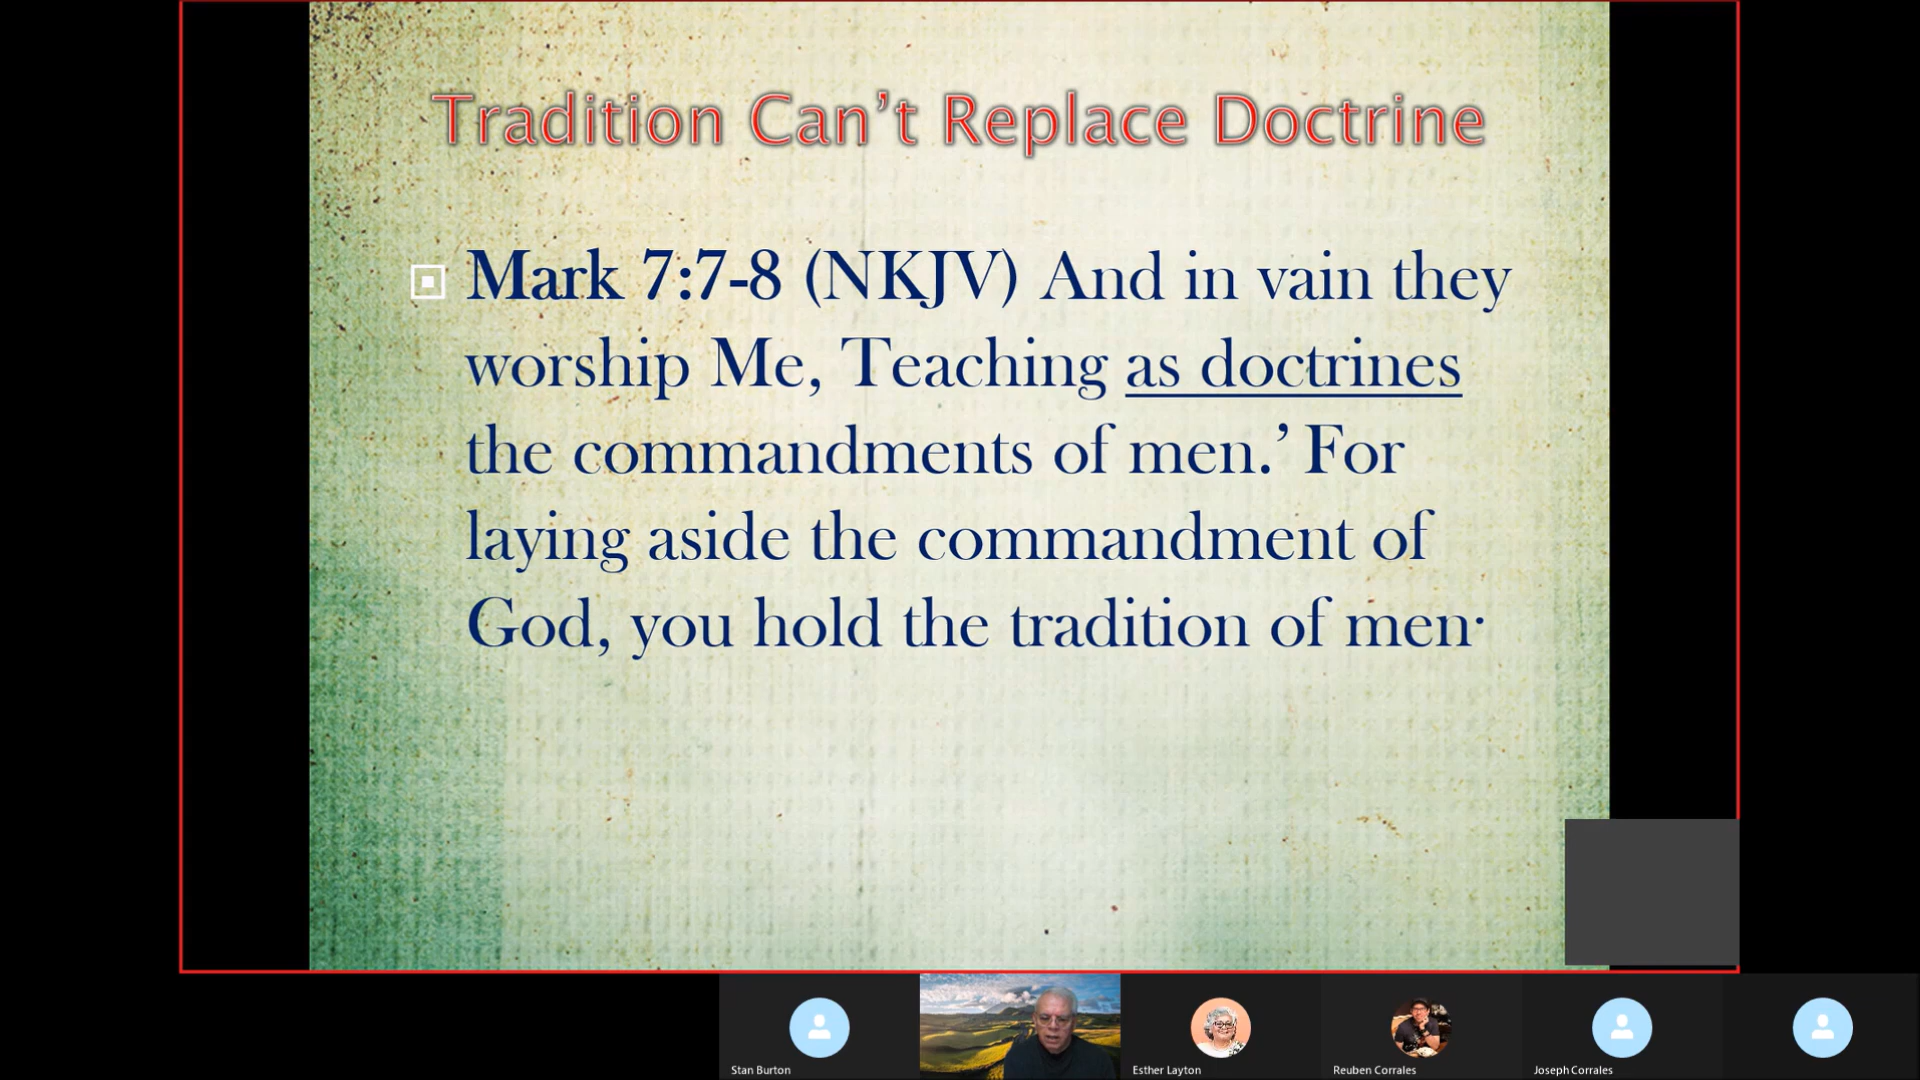 Tradition Can’t Replace Doctrine
Mark 7:7-8 (NKJV) And in vain they
worship Me, Teaching as doctrines
the commandments of men.’ For
laying aside the commandment of
God, you hold the tradition of men·
Stan Burton
Esther Layton
Reuben Corrales
Joseph Corrales